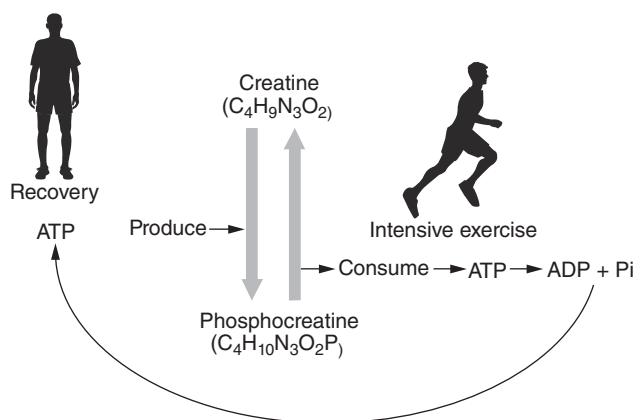 Creatine
(C4H9N3O2)
Recovery
ATP
Produce
Intensive exercise
Consume
ATP
ADP + Pi
Phosphocreatine
(C4H10N3O2P)